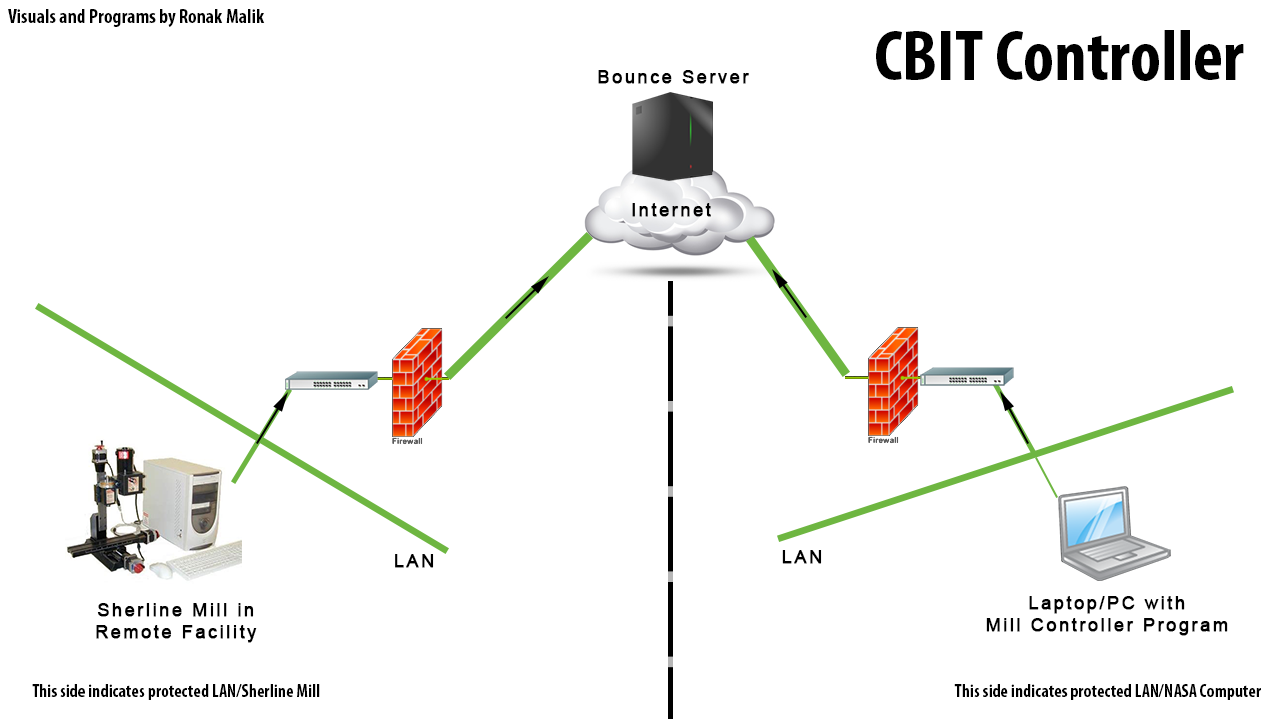 Visuals and Programs by Ronak Malik
CBIT Controller
Bounce Server
Internet
Firewall
Firewall
LAN
LAN
Sherline Mill in
Remote Facility
Laptop/PC with
Mill Controller Program
This side indicates protected LAN/Sherline Mill
This side indicates protected LAN/NASA Computer